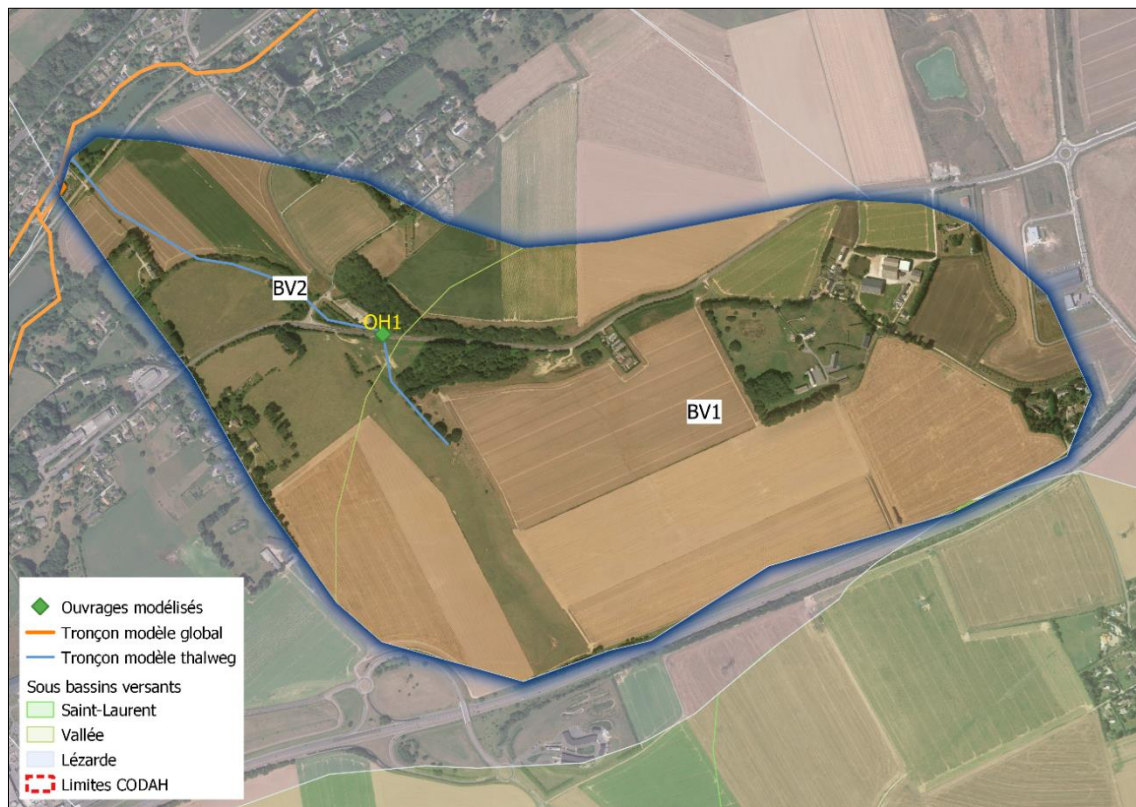 OH1
BV2
BV1
Ouvrages modélisés
Tronçon modèle global
Tronçon modèle thalweg
Sous bassins versants
Saint-Laurent
Vallée
Lézarde
Limites CODAH